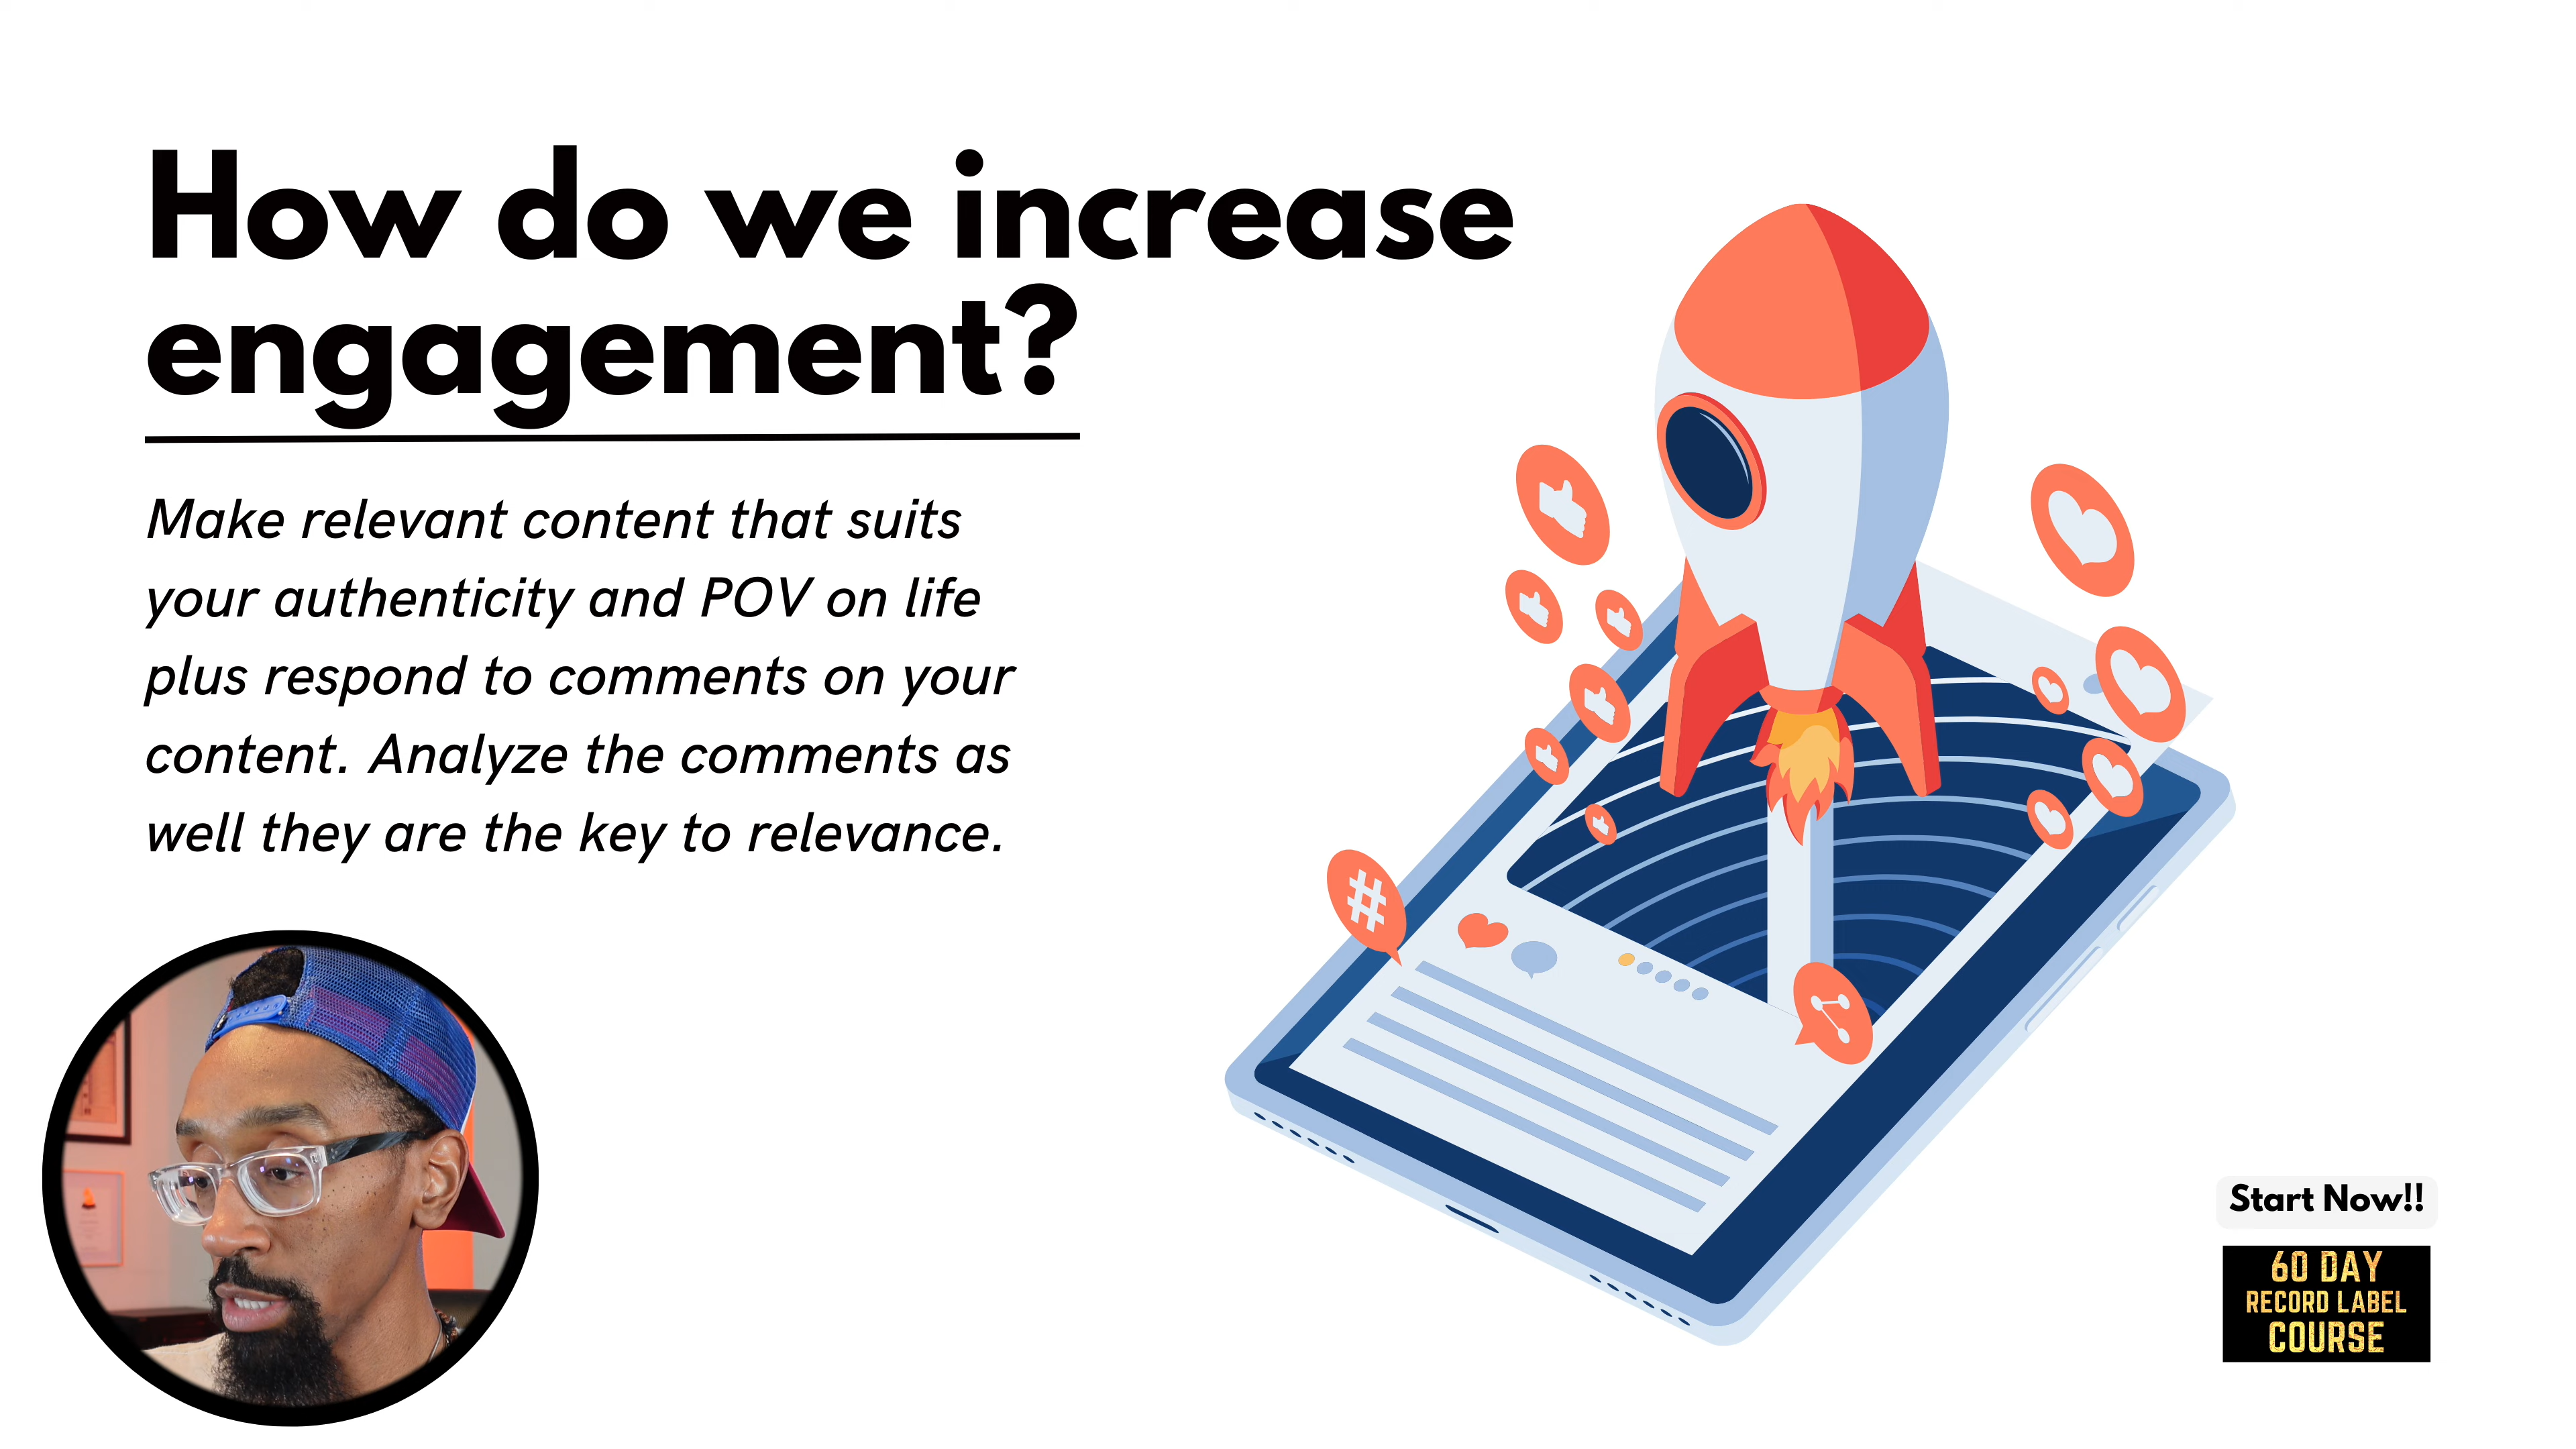 How do we increase
engagement?
Make relevant content that suits
your authenticity and POV on life
plus respond to comments on your
content. Analyze the comments as
well they are the key to relevance.
#
Start Now!!
60 DAY
RECORD LABEL
COURSE